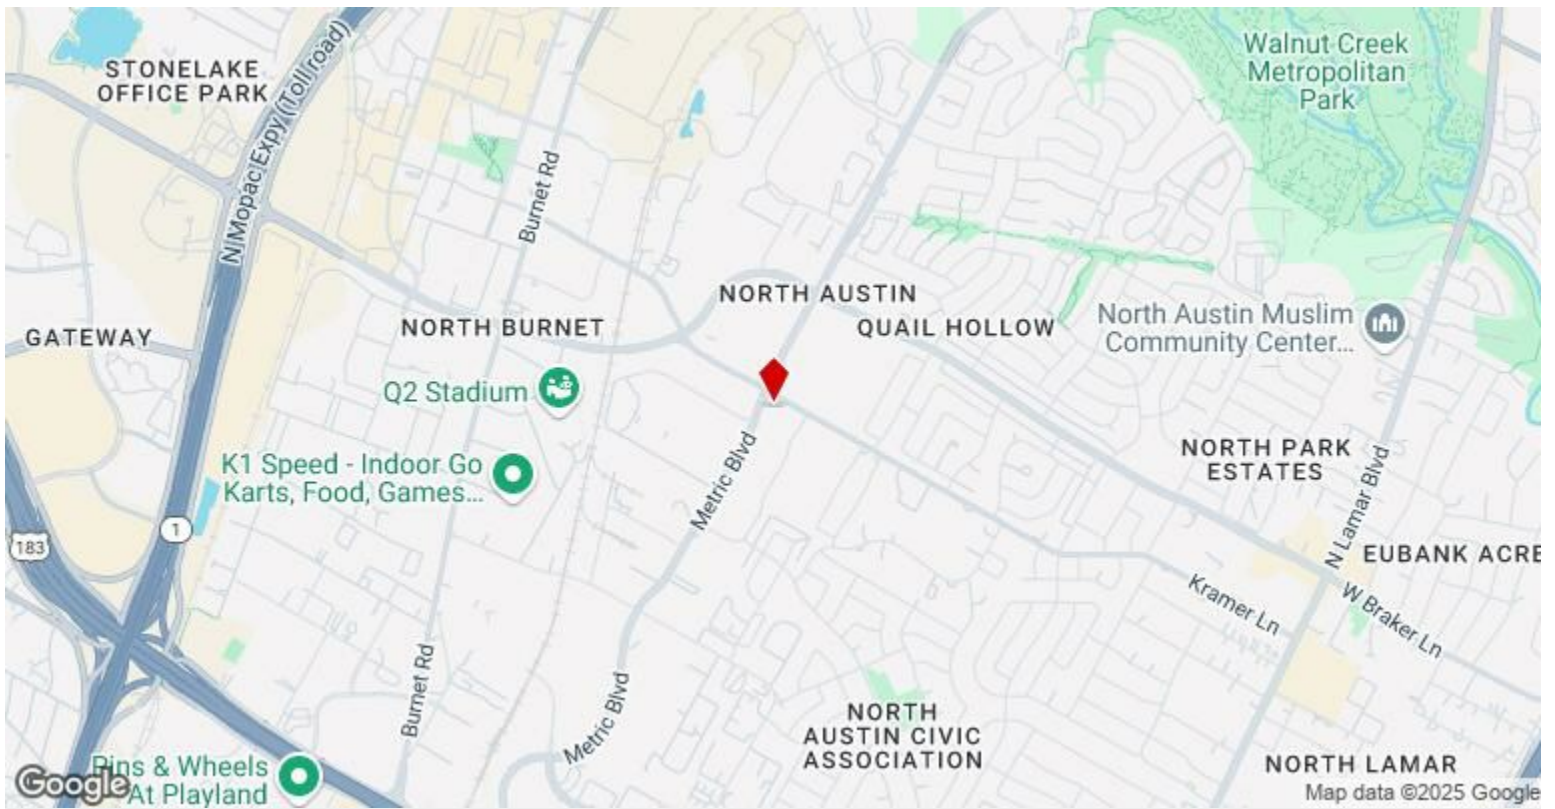 STONELAKE
OFFICE PARK
N Mopac Expy (Toll road)
Burnet Rd
Walnut Creek
Metropolitan
Park
NORTH AUSTIN
GATEWAY
NORTH BURNET
QUAIL HOLLOW
North Austin Muslim
Community Center...
Q2 Stadium
K1 Speed - Indoor Go
Karts, Food, Games...
Metric Blvd
NORTH PARK
ESTATES
N Lamar Blvd
1
183
EUBANK ACRE
Kramer Ln
W Braker Ln
Burnet Rd
Metric Blvd
NORTH
AUSTIN CIVIC
ASSOCIATION
Pins & Wheels
At Playland
NORTH LAMAR
Google
Map data ©2025 Google